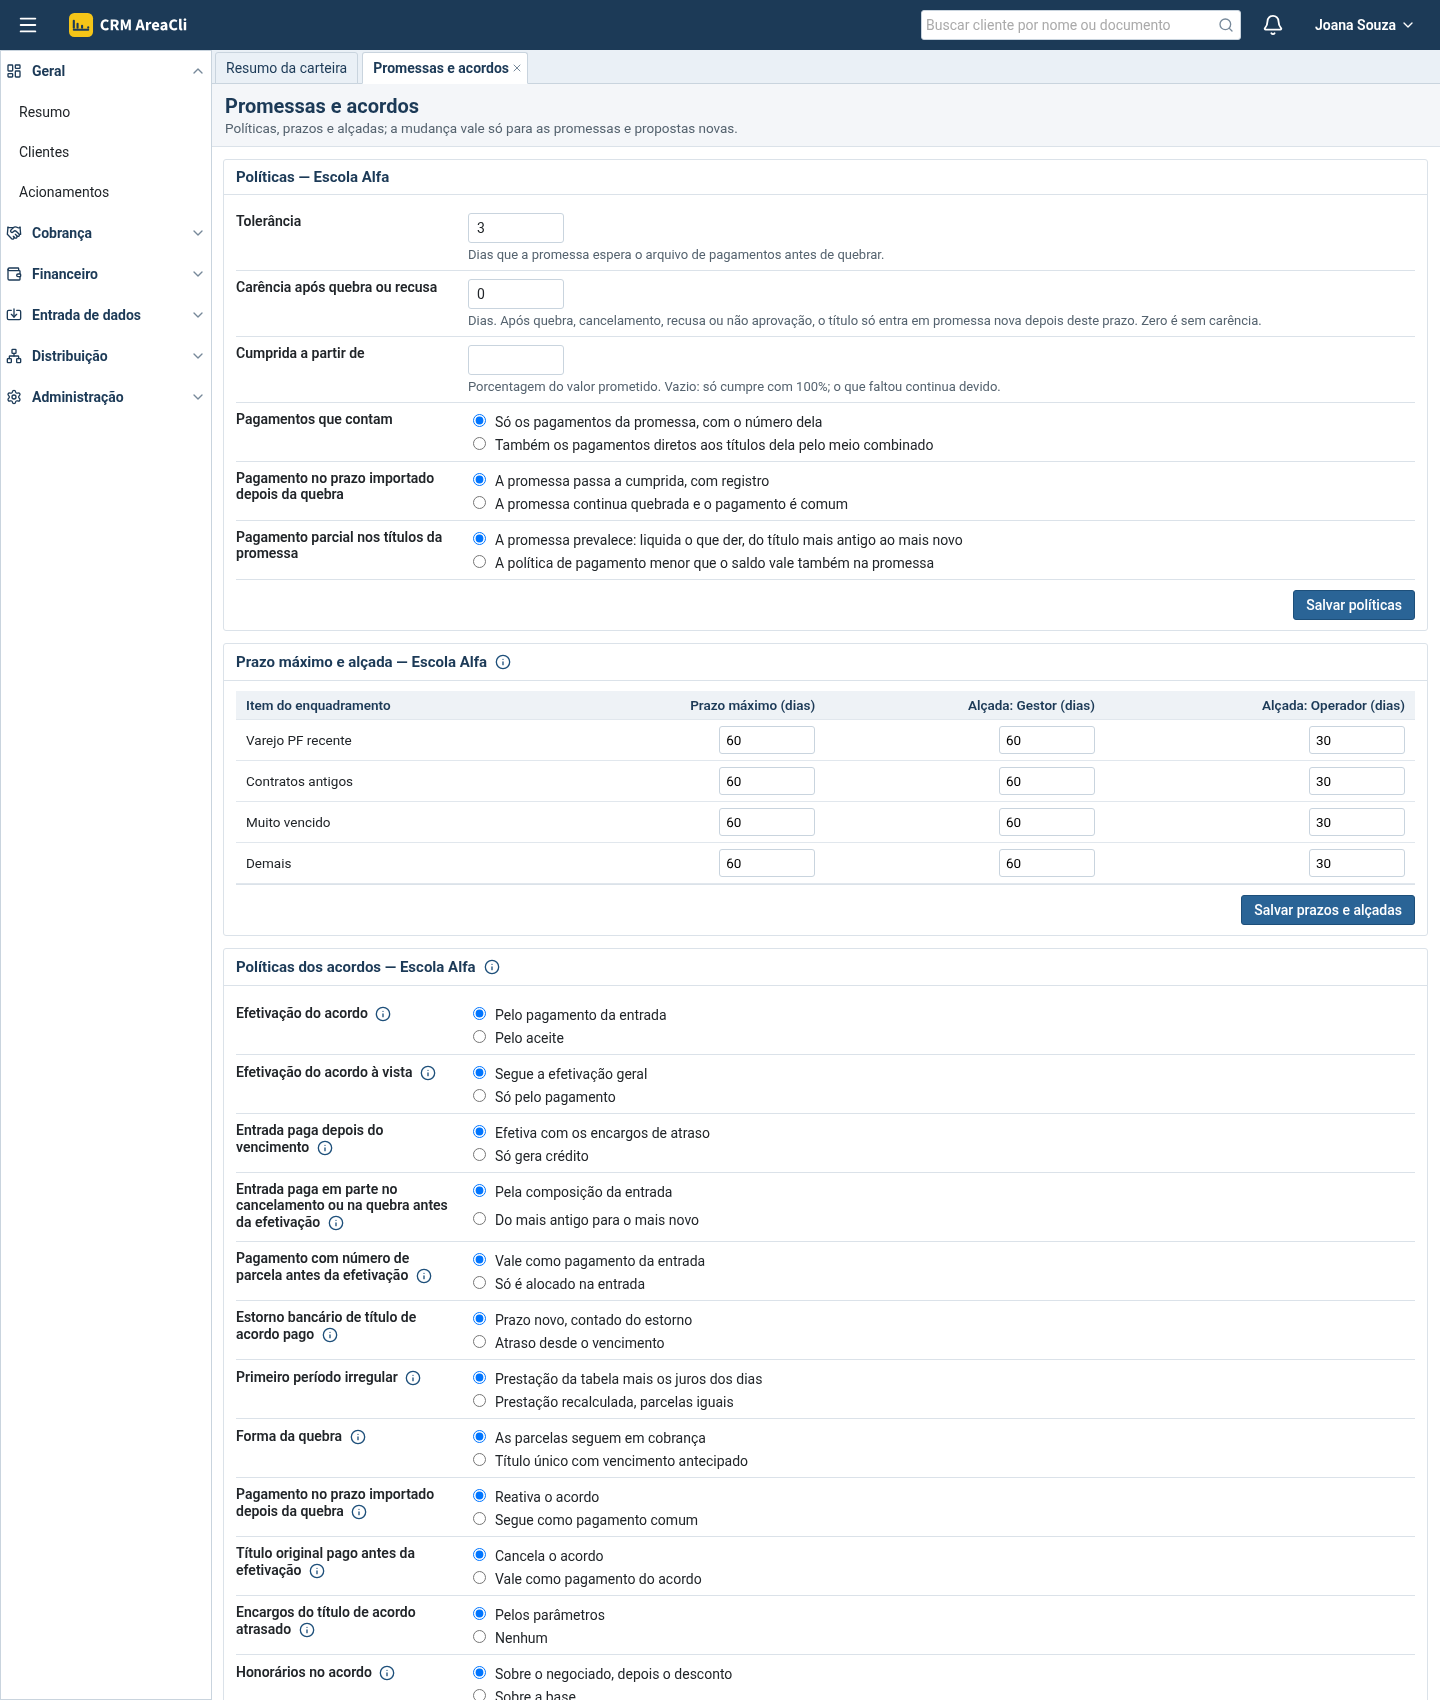 CRM AreaCli
Buscar cliente por nome ou documento
Joana Souza
Geral
Resumo
Clientes
Acionamentos
Cobrança
Financeiro
Entrada de dados
Distribuição
Administração
Resumo da carteira
Promessas e acordos
Promessas e acordos
Políticas, prazos e alçadas; a mudança vale só para as promessas e propostas novas.
Políticas — Escola Alfa
Tolerância
3
Dias que a promessa espera o arquivo de pagamentos antes de quebrar.
Carência após quebra ou recusa
0
Dias. Após quebra, cancelamento, recusa ou não aprovação, o título só entra em promessa nova depois deste prazo. Zero é sem carência.
Cumprida a partir de
Porcentagem do valor prometido. Vazio: só cumpre com 100%; o que faltou continua devido.
Pagamentos que contam
Só os pagamentos da promessa, com o número dela
Também os pagamentos diretos aos títulos dela pelo meio combinado
Pagamento no prazo importado
depois da quebra
A promessa passa a cumprida, com registro
A promessa continua quebrada e o pagamento é comum
Pagamento parcial nos títulos da
promessa
A promessa prevalece: liquida o que der, do título mais antigo ao mais novo
A política de pagamento menor que o saldo vale também na promessa
Salvar políticas
Prazo máximo e alçada — Escola Alfa
Item do enquadramento Prazo máximo (dias) Alçada: Gestor (dias) Alçada: Operador (dias)
Varejo PF recente 60 60 30
Contratos antigos 60 60 30
Muito vencido 60 60 30
Demais 60 60 30
Salvar prazos e alçadas
Políticas dos acordos — Escola Alfa
Efetivação do acordo
Pelo pagamento da entrada
Pelo aceite
Efetivação do acordo à vista
Segue a efetivação geral
Só pelo pagamento
Entrada paga depois do
vencimento
Efetiva com os encargos de atraso
Só gera crédito
Entrada paga em parte no
cancelamento ou na quebra antes
da efetivação
Pela composição da entrada
Do mais antigo para o mais novo
Pagamento com número de
parcela antes da efetivação
Vale como pagamento da entrada
Só é alocado na entrada
Estorno bancário de título de
acordo pago
Prazo novo, contado do estorno
Atraso desde o vencimento
Primeiro período irregular
Prestação da tabela mais os juros dos dias
Prestação recalculada, parcelas iguais
Forma da quebra
As parcelas seguem em cobrança
Título único com vencimento antecipado
Pagamento no prazo importado
depois da quebra
Reativa o acordo
Segue como pagamento comum
Título original pago antes da
efetivação
Cancela o acordo
Vale como pagamento do acordo
Encargos do título de acordo
atrasado
Pelos parâmetros
Nenhum
Honorários no acordo
Sobre o negociado, depois o desconto
Sobre a base